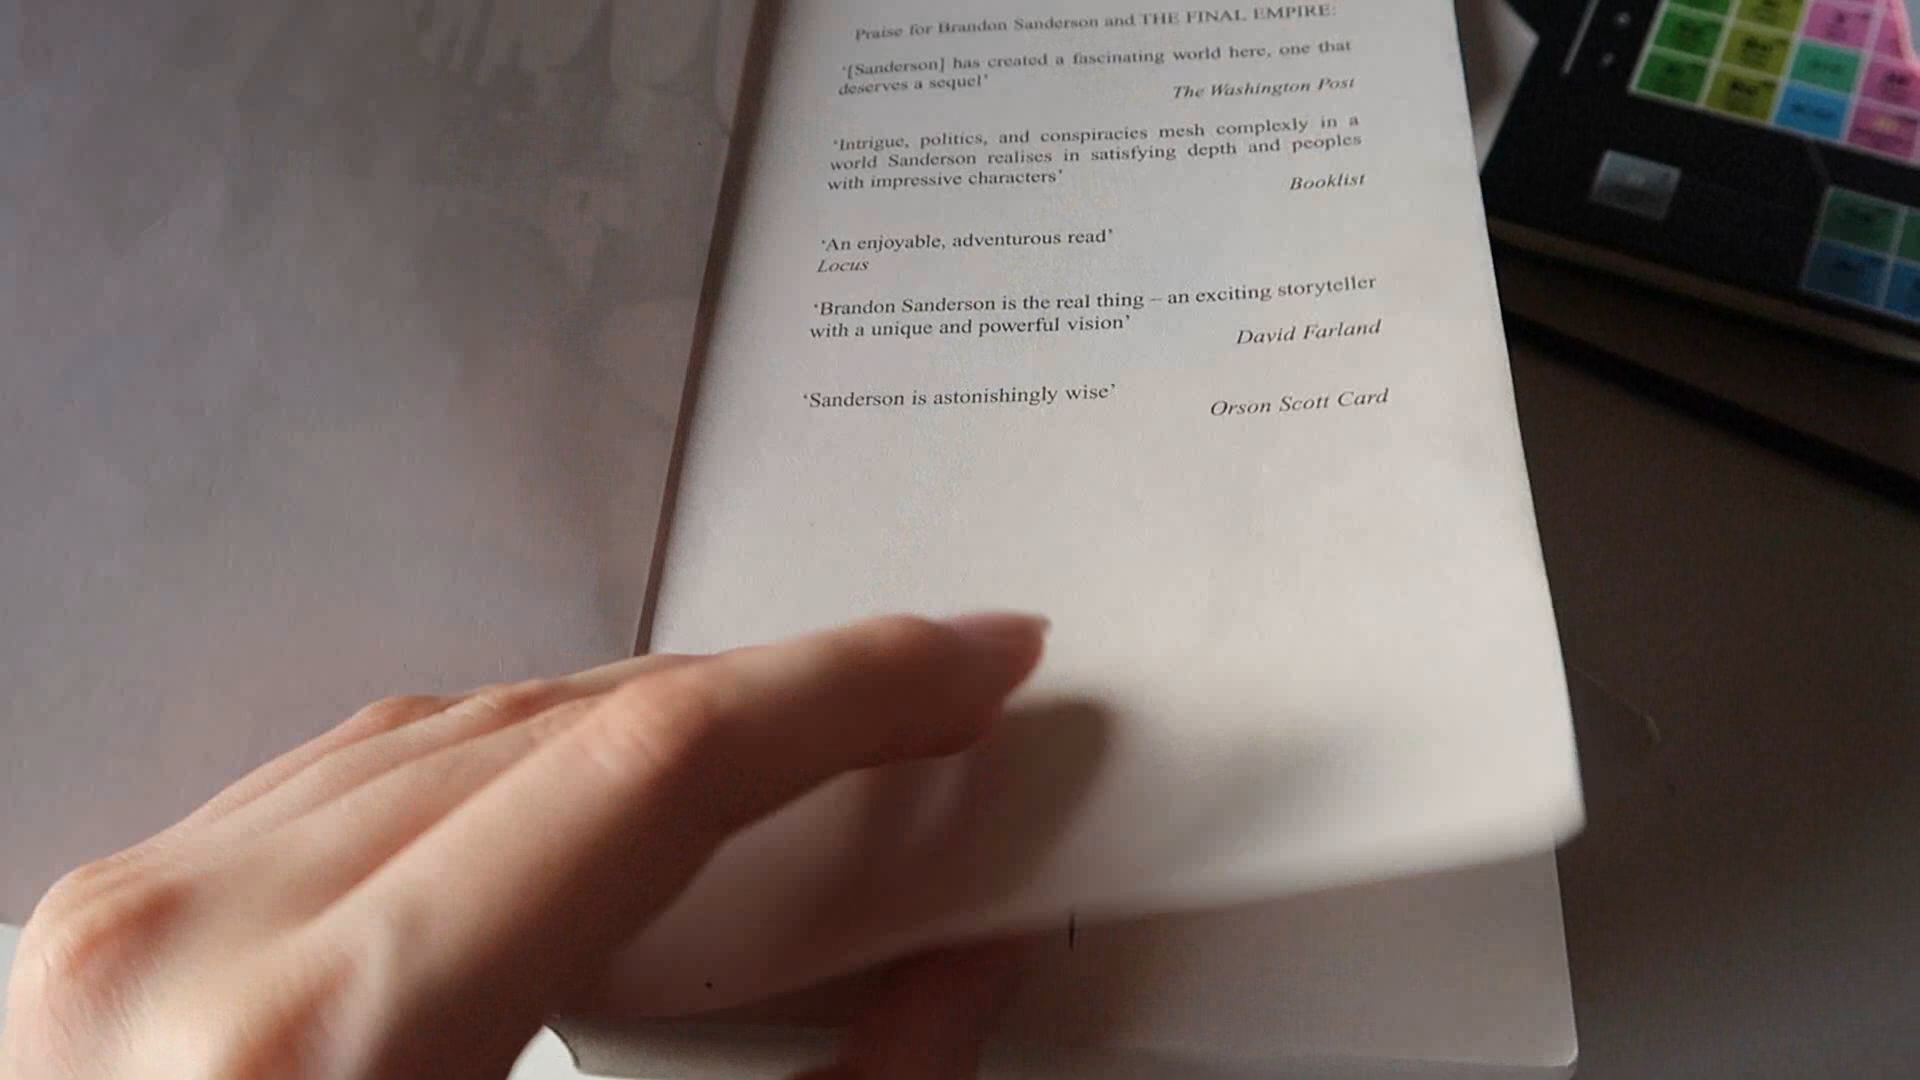 Praise for Brandon Sanderson and THE FINAL EMPIRE:
‘[Sanderson] has created a fascinating world here, one that
deserves a sequel’
The Washington Post
‘Intrigue, politics, and conspiracies mesh complexly in a
world Sanderson realises in satisfying depth and peoples
with impressive characters’
Booklist
‘An enjoyable, adventurous read’
Locus
‘Brandon Sanderson is the real thing – an exciting storyteller
with a unique and powerful vision’
David Farland
‘Sanderson is astonishingly wise’
Orson Scott Card